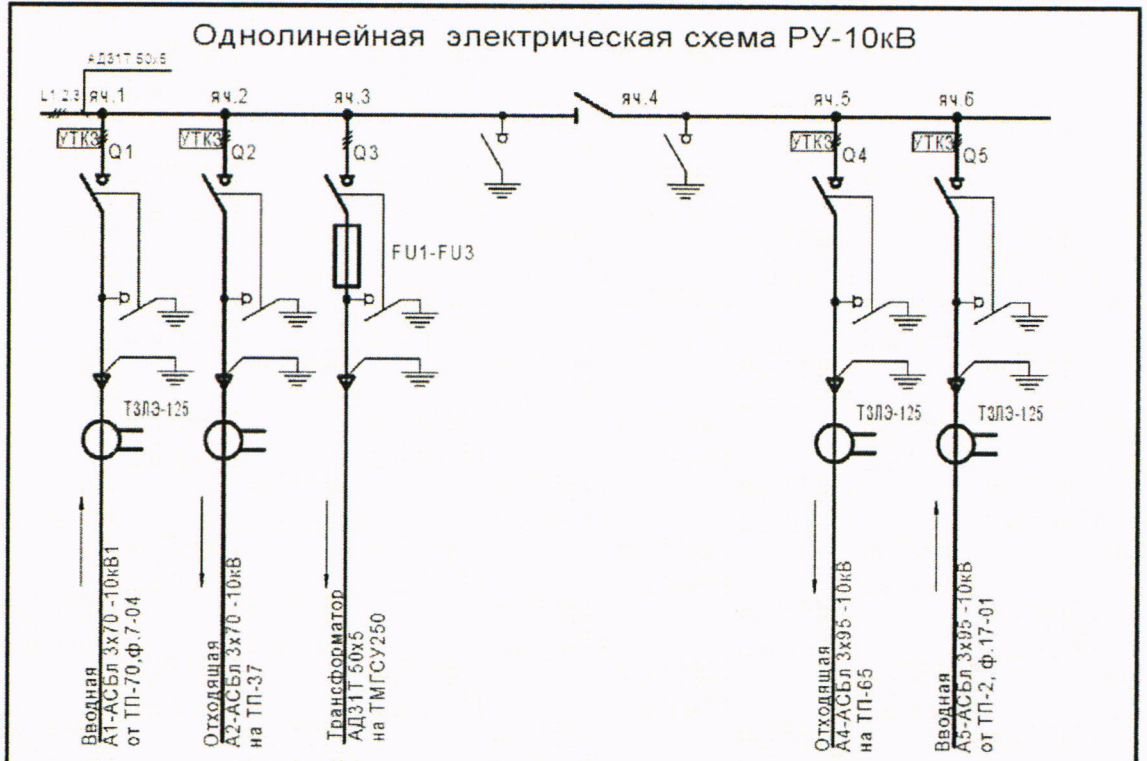 Однолинейная электрическая схема РУ-10кВ
АД31Т 50х5
L1,2,3
яч.1
яч.2
яч.3
яч.4
яч.5
яч.6
УТКЗ
Q1
УТКЗ
Q2
Q3
УТКЗ
Q4
УТКЗ
Q5
FU1-FU3
ТЗЛЭ-125
ТЗЛЭ-125
ТЗЛЭ-125
Вводная
А1-АСБл 3х70 -10кВ1
от ТП-70,ф.7-04
Отходящая
А2-АСБл 3х70 -10кВ
на ТП-37
Трансформатор
АД31Т 50х5
на ТМГСУ250
Отходящая
А4-АСБл 3х95 -10кВ
на ТП-65
Вводная
А5-АСБл 3х95 -10кВ
от ТП-2, ф.17-01